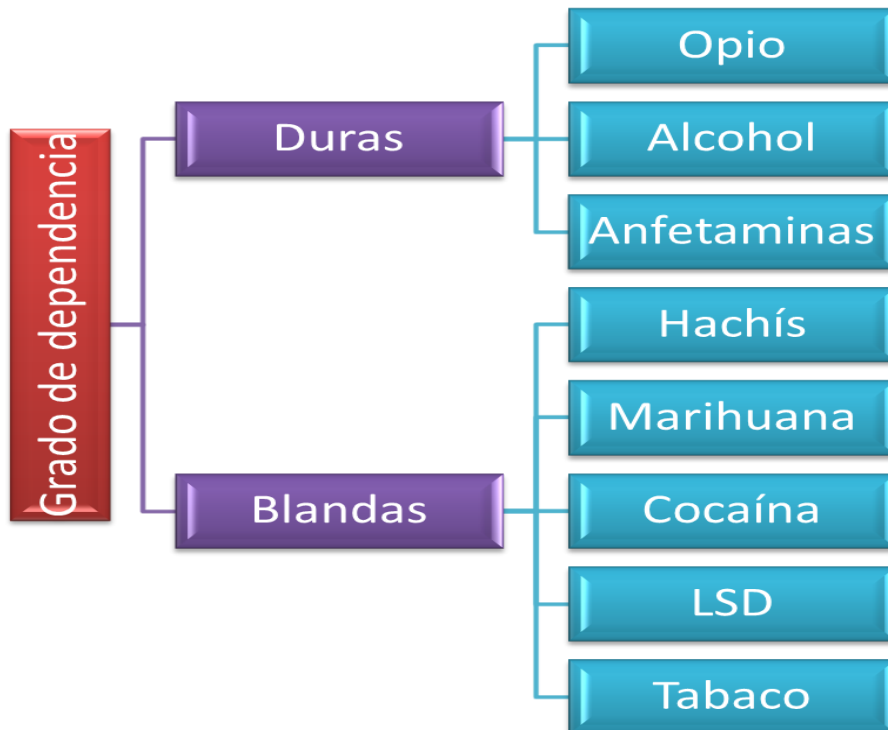 Grado de dependencia
Duras
Opio
Alcohol
Anfetaminas
Blandas
Hachís
Marihuana
Cocaína
LSD
Tabaco